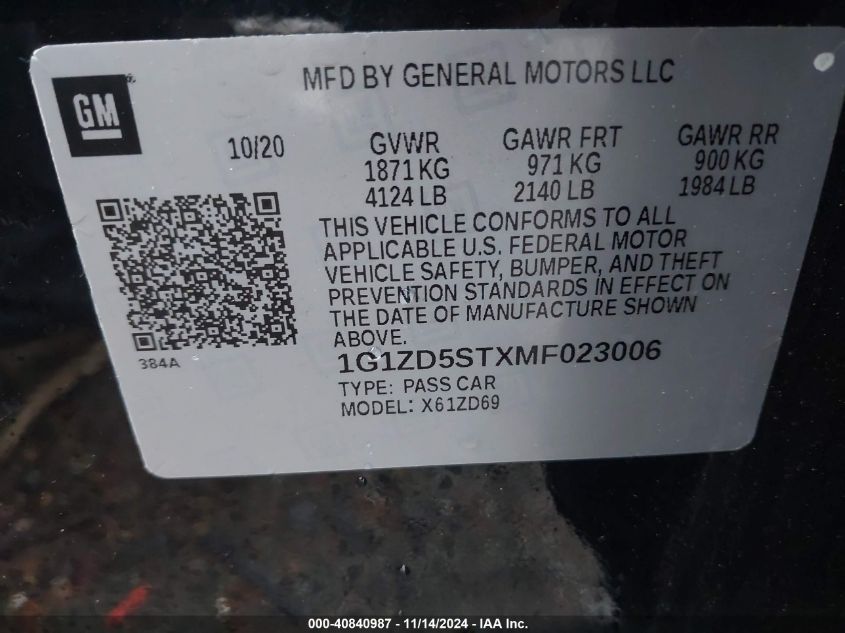 MFD BY GENERAL MOTORS LLC
GM
10/20 GVWR GAWR FRT GAWR RR
1871 KG 971 KG 900 KG
4124 LB 2140 LB 1984 LB
THIS VEHICLE CONFORMS TO ALL
APPLICABLE U.S. FEDERAL MOTOR
VEHICLE SAFETY, BUMPER, AND THEFT
PREVENTION STANDARDS IN EFFECT ON
THE DATE OF MANUFACTURE SHOWN
ABOVE.
384A
1G1ZD5STXMF023006
TYPE: PASS CAR
MODEL: X61ZD69
000-40840987 - 11/14/2024 - IAA Inc.